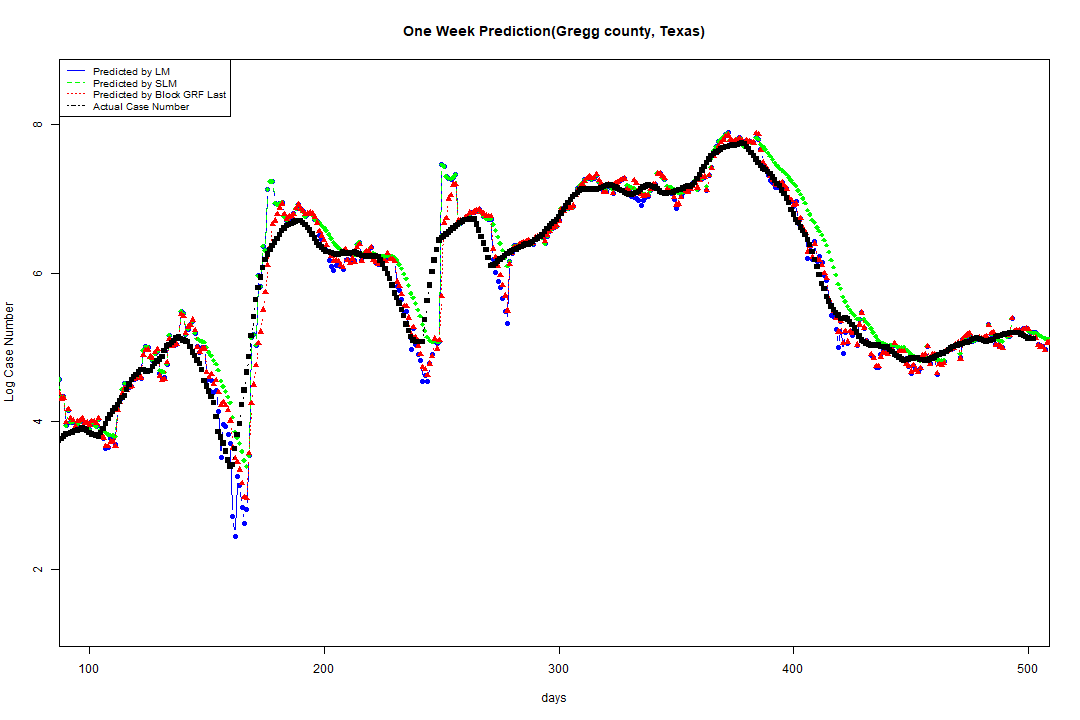 One Week Prediction(Gregg county, Texas)
Predicted by LM
Predicted by SLM
Predicted by Block GRF Last
Actual Case Number
8
6
4
2
Log Case Number
100 200 300 400 500
days